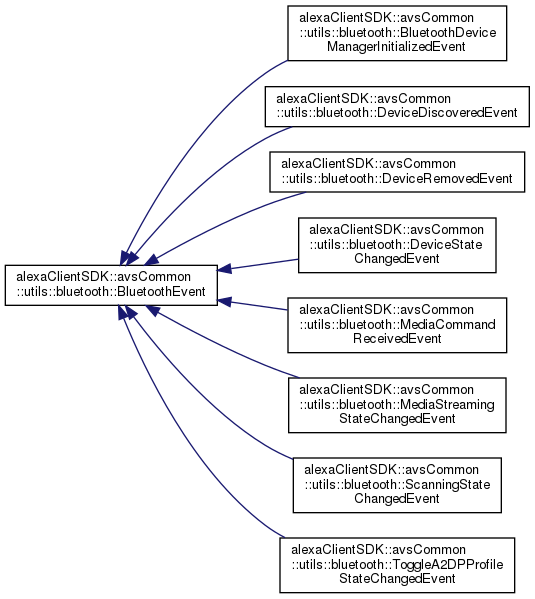 alexaClientSDK::avsCommon
::utils::bluetooth::BluetoothDevice
ManagerInitializedEvent
alexaClientSDK::avsCommon
::utils::bluetooth::DeviceDiscoveredEvent
alexaClientSDK::avsCommon
::utils::bluetooth::DeviceRemovedEvent
alexaClientSDK::avsCommon
::utils::bluetooth::DeviceState
ChangedEvent
alexaClientSDK::avsCommon
::utils::bluetooth::BluetoothEvent
alexaClientSDK::avsCommon
::utils::bluetooth::MediaCommand
ReceivedEvent
alexaClientSDK::avsCommon
::utils::bluetooth::MediaStreaming
StateChangedEvent
alexaClientSDK::avsCommon
::utils::bluetooth::ScanningState
ChangedEvent
alexaClientSDK::avsCommon
::utils::bluetooth::ToggleA2DPProfile
StateChangedEvent